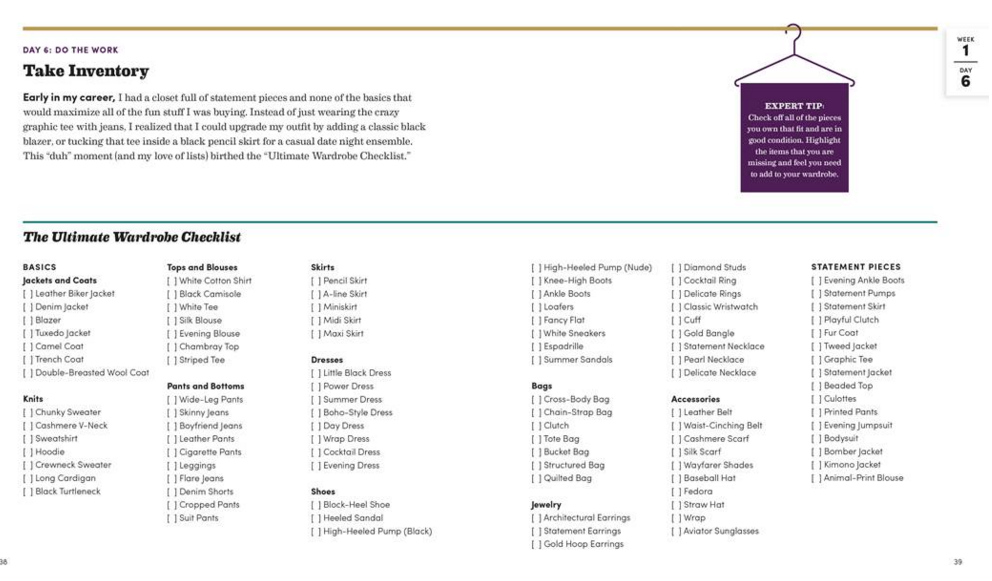 DAY 6: DO THE WORK
Take Inventory
Early in my career, I had a closet full of statement pieces and none of the basics that
would maximize all of the fun stuff I was buying. Instead of just wearing the crazy
graphic tee with jeans, I realized that I could upgrade my outfit by adding a classic black
blazer, or tucking that tee inside a black pencil skirt for a casual date night ensemble.
This “duh” moment (and my love of lists) birthed the “Ultimate Wardrobe Checklist.”
EXPERT TIP:
Check off all of the pieces
you own that fit and are in
good condition. Highlight
the items that you are
missing and feel you need
to add to your wardrobe.
WEEK
1
DAY
6
The Ultimate Wardrobe Checklist
BASICS
Jackets and Coats
[ ] Leather Biker Jacket
[ ] Denim Jacket
[ ] Blazer
[ ] Tuxedo Jacket
[ ] Camel Coat
[ ] Trench Coat
[ ] Double-Breasted Wool Coat
Knits
[ ] Chunky Sweater
[ ] Cashmere V-Neck
[ ] Sweatshirt
[ ] Hoodie
[ ] Crewneck Sweater
[ ] Long Cardigan
[ ] Black Turtleneck
Tops and Blouses
[ ] White Cotton Shirt
[ ] Black Camisole
[ ] White Tee
[ ] Silk Blouse
[ ] Evening Blouse
[ ] Chambray Top
[ ] Striped Tee
Pants and Bottoms
[ ] Wide-Leg Pants
[ ] Skinny Jeans
[ ] Boyfriend Jeans
[ ] Leather Pants
[ ] Cigarette Pants
[ ] Leggings
[ ] Flare Jeans
[ ] Denim Shorts
[ ] Cropped Pants
[ ] Suit Pants
Skirts
[ ] Pencil Skirt
[ ] A-line Skirt
[ ] Miniskirt
[ ] Midi Skirt
[ ] Maxi Skirt
Dresses
[ ] Little Black Dress
[ ] Power Dress
[ ] Summer Dress
[ ] Boho-Style Dress
[ ] Day Dress
[ ] Wrap Dress
[ ] Cocktail Dress
[ ] Evening Dress
Shoes
[ ] Block-Heel Shoe
[ ] Heeled Sandal
[ ] High-Heeled Pump (Black)
[ ] High-Heeled Pump (Nude)
[ ] Knee-High Boots
[ ] Ankle Boots
[ ] Loafers
[ ] Fancy Flat
[ ] White Sneakers
[ ] Espadrille
[ ] Summer Sandals
Bags
[ ] Cross-Body Bag
[ ] Chain-Strap Bag
[ ] Clutch
[ ] Tote Bag
[ ] Bucket Bag
[ ] Structured Bag
[ ] Quilted Bag
Jewelry
[ ] Architectural Earrings
[ ] Statement Earrings
[ ] Gold Hoop Earrings
[ ] Diamond Studs
[ ] Cocktail Ring
[ ] Delicate Rings
[ ] Classic Wristwatch
[ ] Cuff
[ ] Gold Bangle
[ ] Statement Necklace
[ ] Pearl Necklace
[ ] Delicate Necklace
Accessories
[ ] Leather Belt
[ ] Waist-Cinching Belt
[ ] Cashmere Scarf
[ ] Silk Scarf
[ ] Wayfarer Shades
[ ] Baseball Hat
[ ] Fedora
[ ] Straw Hat
[ ] Wrap
[ ] Aviator Sunglasses
STATEMENT PIECES
[ ] Evening Ankle Boots
[ ] Statement Pumps
[ ] Statement Skirt
[ ] Playful Clutch
[ ] Fur Coat
[ ] Tweed Jacket
[ ] Graphic Tee
[ ] Statement Jacket
[ ] Beaded Top
[ ] Culottes
[ ] Printed Pants
[ ] Evening Jumpsuit
[ ] Bodysuit
[ ] Bomber Jacket
[ ] Kimono Jacket
[ ] Animal-Print Blouse
38
39